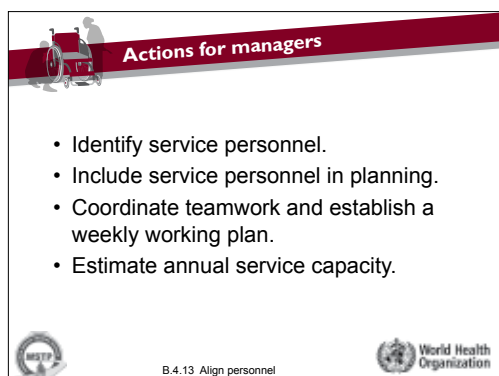 Actions for managers
• Identify service personnel.
• Include service personnel in planning.
• Coordinate teamwork and establish a
weekly working plan.
• Estimate annual service capacity.
MSTP
B.4.13 Align personnel
World Health
Organization